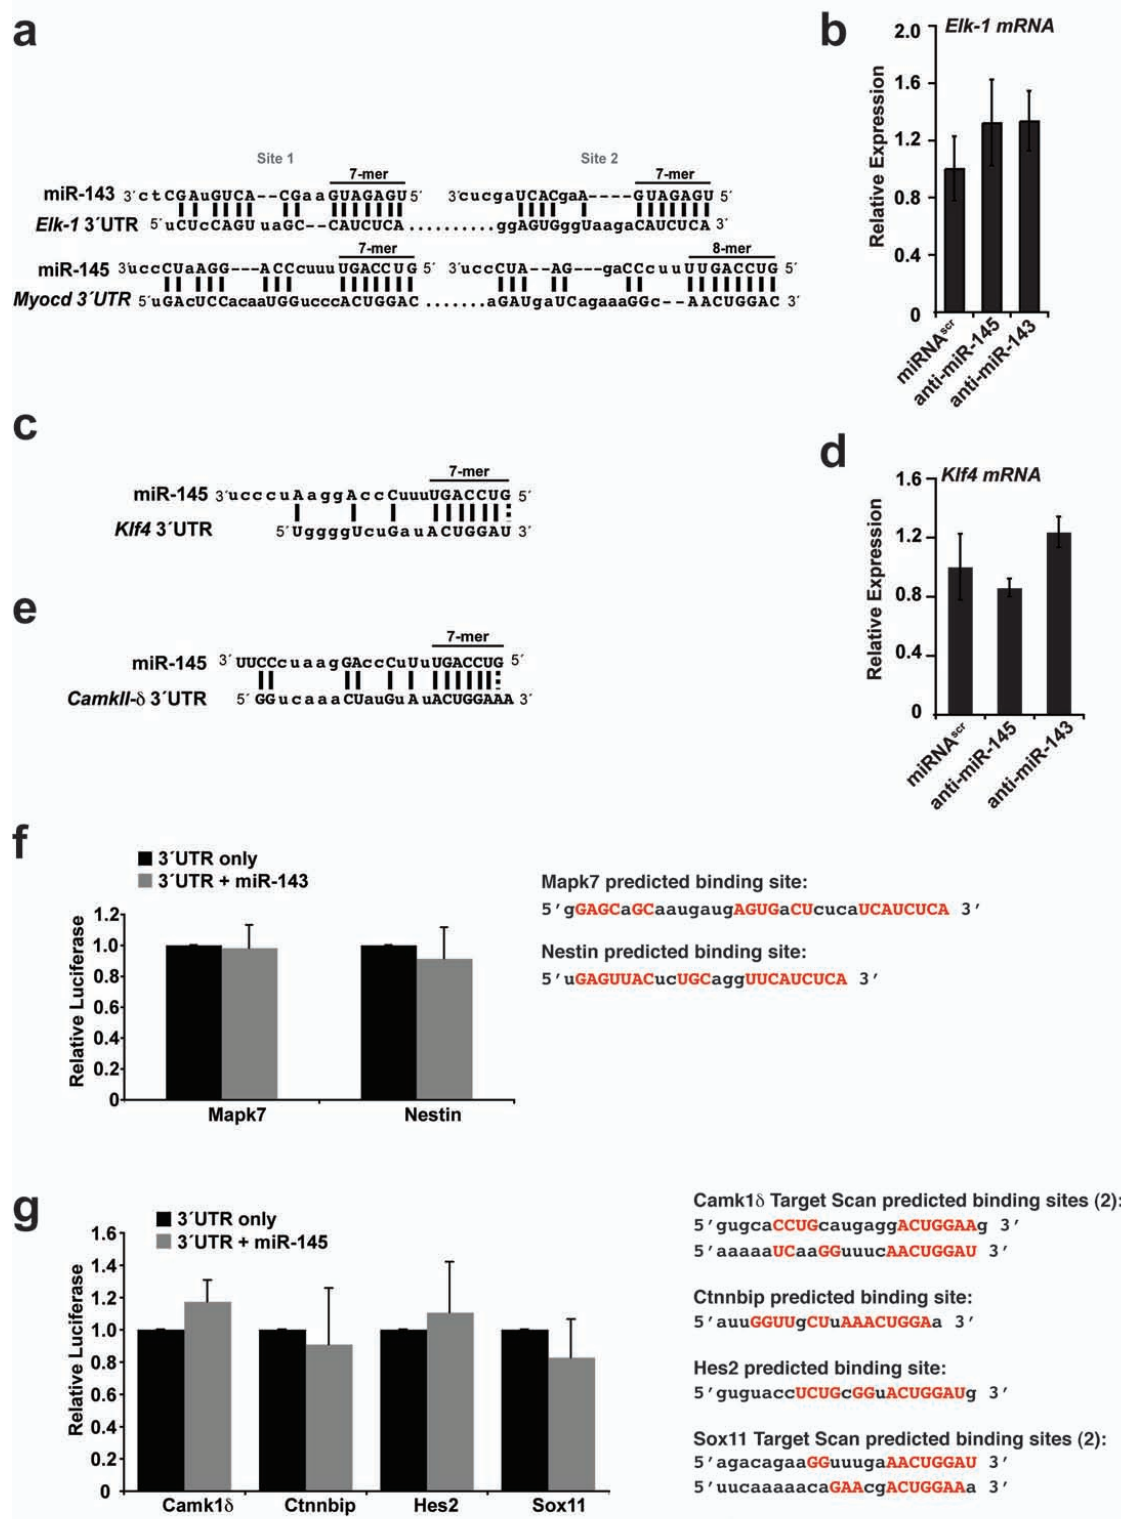 a
Site 1 Site 2
7-mer 7-mer
miR-143 3´ctCGAuGUCA--CGaaGUAGAGU5´ 3´cucgaUCACgaA----GUAGAGU 5´
Elk-1 3´UTR 5´uCUcCAGUuaGC--CAUCUCA..........ggAGUGggUaagaCAUCUCA 3´
7-mer 8-mer
miR-145 3´uccCUaAGG---ACCcuuuUGACCUG 5´ 3´uccCUA--AG---gaCCcuuUUGACCUG 5´
Myocd 3´UTR 5´uGAcUCCacaaUGGucccACUGGAC.......aGAUgaUCagaaaGGc--AACUGGAC 3´
b
Elk-1 mRNA
Relative Expression
2.0
1.6
1.2
0.8
0.4
0
miRNAscr
anti-miR-145
anti-miR-143
c
7-mer
miR-145 3´ucccuAaggAccCuuuUGACCUG 5´
Klf4 3´UTR 5´UggggUcuGauACUGGAU 3´
d
Klf4 mRNA
Relative Expression
1.6
1.2
0.8
0.4
0
miRNAscr
anti-miR-145
anti-miR-143
e
7-mer
miR-145 3´UUCCcuaagGAccCuUuUGACCUG 5´
CamkII-δ 3´UTR 5´GGucaaaCUauGuAuACUGGAAA 3´
f
3´UTR only
3´UTR + miR-143
Relative Luciferase
1.2
1.0
0.8
0.6
0.4
0.2
0
Mapk7 Nestin
Mapk7 predicted binding site:
5′gGAGCaGCaaugaugAGUGaCUcucaUCAUCUCA 3′
Nestin predicted binding site:
5′uGAGUUACucUGCaggUUCAUCUCA 3′
g
3´UTR only
3´UTR + miR-145
Relative Luciferase
1.6
1.4
1.2
1.0
0.8
0.6
0.4
0.2
0
Camk1δ Ctnnbip Hes2 Sox11
Camk1δ Target Scan predicted binding sites (2):
5′gugcaCCUGcaugaggACUGGAAg 3′
5′aaaaaUCaaGGuuucAACUGGAU 3′
Ctnnbip predicted binding site:
5′auuGGUUgCUuAAACUGGAa 3′
Hes2 predicted binding site:
5′guguaccUCUGcGGuACUGGAUg 3′
Sox11 Target Scan predicted binding sites (2):
5′agacagaaGGuuugaAACUGGAU 3′
5′uucaaaaacaGAAcgACUGGAAa 3′